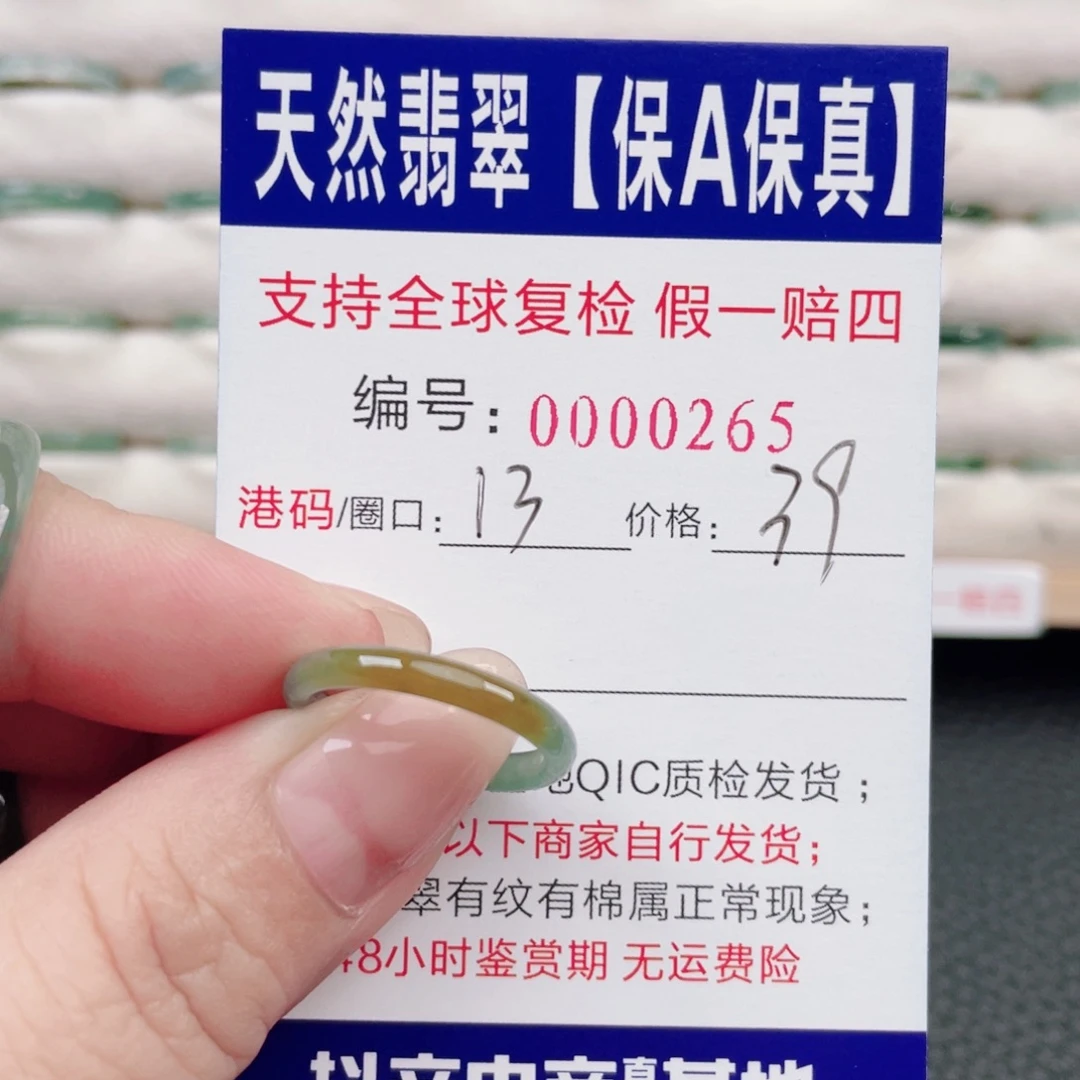 天然翡翠【保A保真】
支持全球复检 假一赔四
编号：0000265
港码/圈口：13 价格：39
QIC质检发货；
以下商家自行发货；
翠有纹有棉属正常现象；
48小时鉴赏期 无运费险